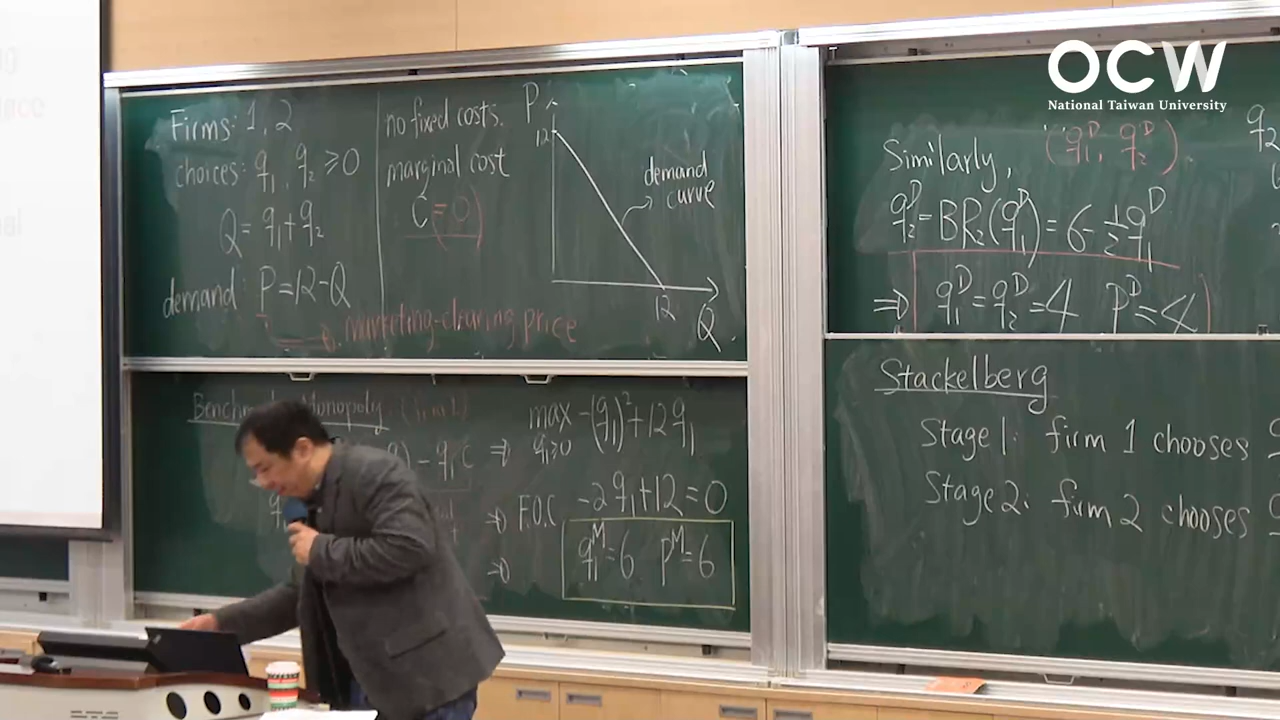 OCW
National Taiwan University
Firms: 1, 2
choices: q₁, q₂ ≥ 0
Q = q₁ + q₂
demand: P = 12 - Q
no fixed costs.
marginal cost
C (= 0)
marketing-clearing price
P
12
demand
curve
12
Q
Monopoly
- q₁C
⇒ max -(q₁)² + 12q₁
q₁≥0
⇒ F.O.C -2q₁ + 12 = 0
⇒ q₁ᴹ = 6 Pᴹ = 6
(q₁ᴰ, q₂ᴰ)
Similarly,
q₂ᴰ = BR₂(q₁ᴰ) = 6 - ½q₁ᴰ
⇒ q₁ᴰ = q₂ᴰ = 4 Pᴰ = 4
Stackelberg
Stage 1: firm 1 chooses
Stage 2: firm 2 chooses